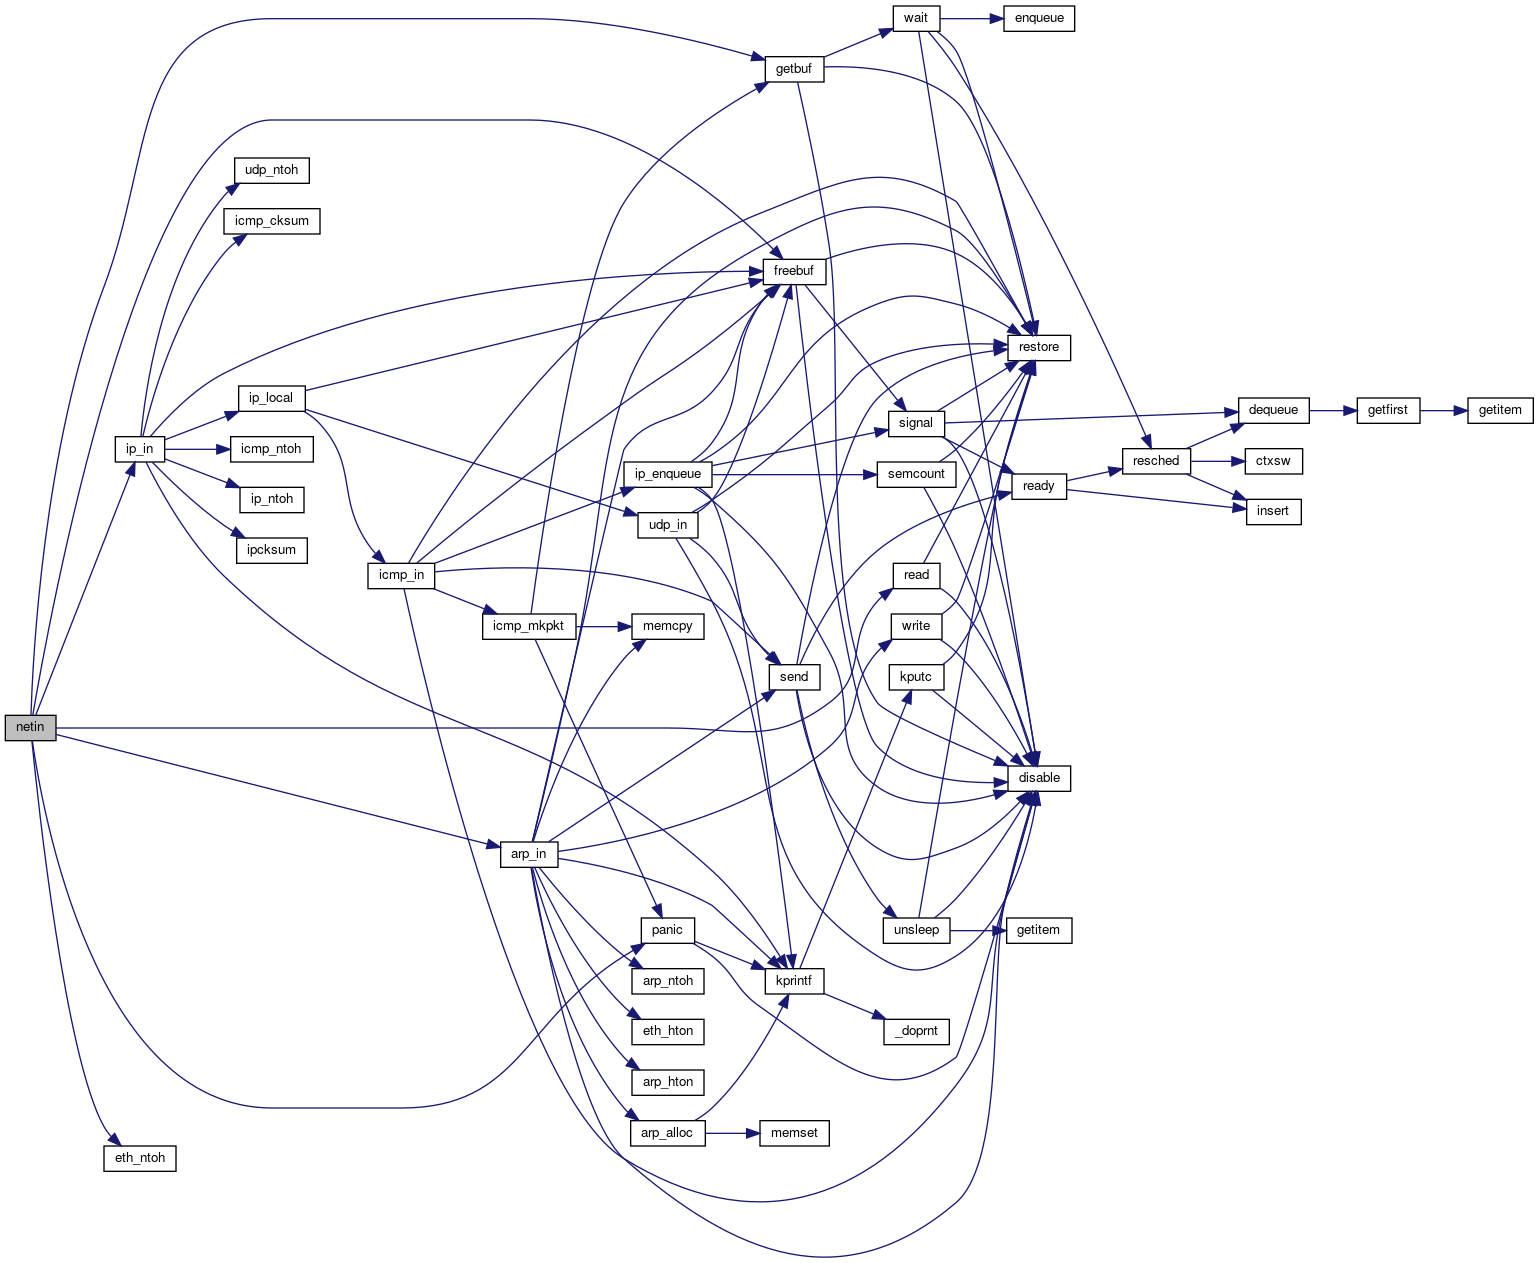 wait
enqueue
getbuf
udp_ntoh
icmp_cksum
freebuf
restore
ip_local
signal
dequeue
getfirst
getitem
ip_in
icmp_ntoh
resched
ctxsw
ip_enqueue
semcount
ready
ip_ntoh
insert
udp_in
ipcksum
icmp_in
read
icmp_mkpkt
memcpy
write
send
kputc
netin
disable
arp_in
panic
unsleep
getitem
arp_ntoh
kprintf
eth_hton
_doprnt
arp_hton
arp_alloc
memset
eth_ntoh